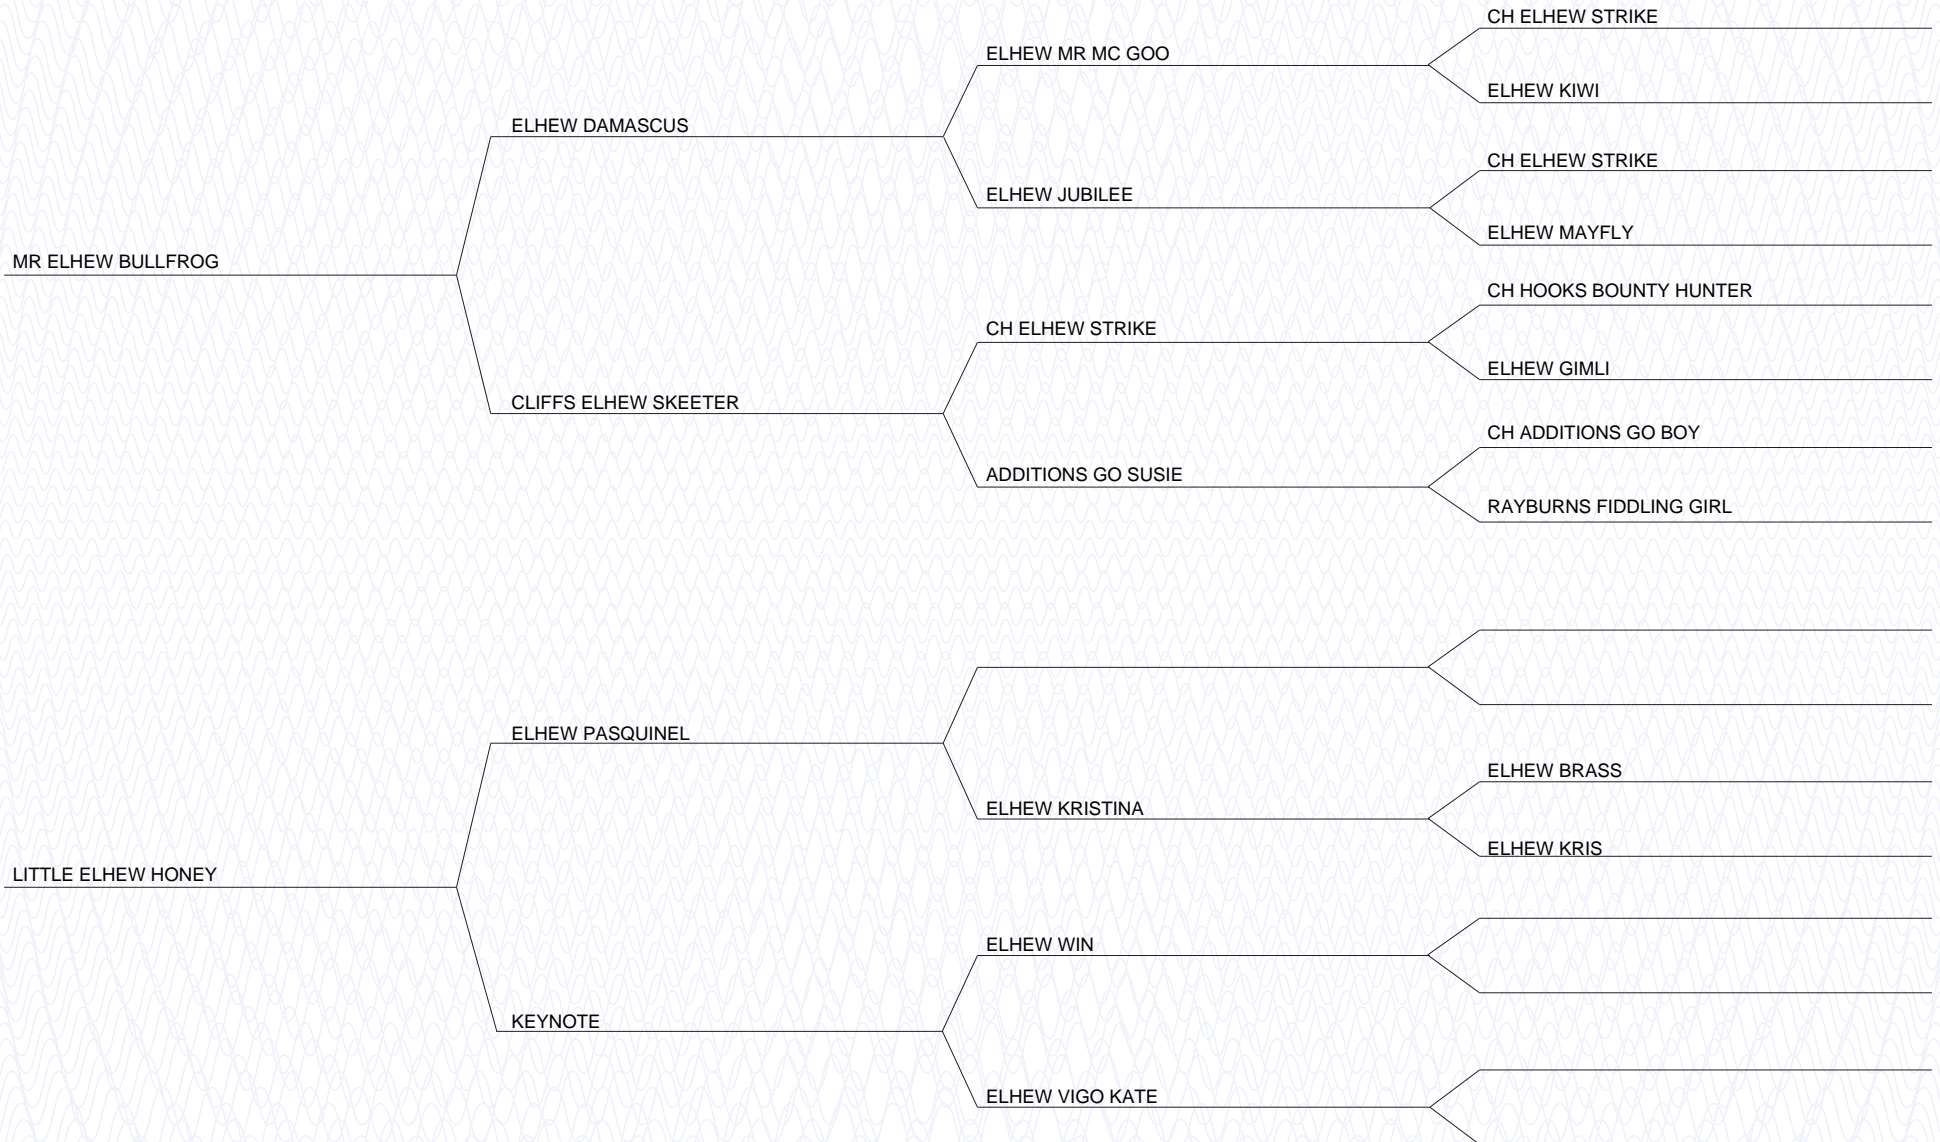 CH ELHEW STRIKE
ELHEW MR MC GOO
ELHEW KIWI
ELHEW DAMASCUS
CH ELHEW STRIKE
ELHEW JUBILEE
ELHEW MAYFLY
MR ELHEW BULLFROG
CH HOOKS BOUNTY HUNTER
CH ELHEW STRIKE
ELHEW GIMLI
CLIFFS ELHEW SKEETER
CH ADDITIONS GO BOY
ADDITIONS GO SUSIE
RAYBURNS FIDDLING GIRL
ELHEW PASQUINEL
ELHEW BRASS
ELHEW KRISTINA
ELHEW KRIS
LITTLE ELHEW HONEY
ELHEW WIN
KEYNOTE
ELHEW VIGO KATE